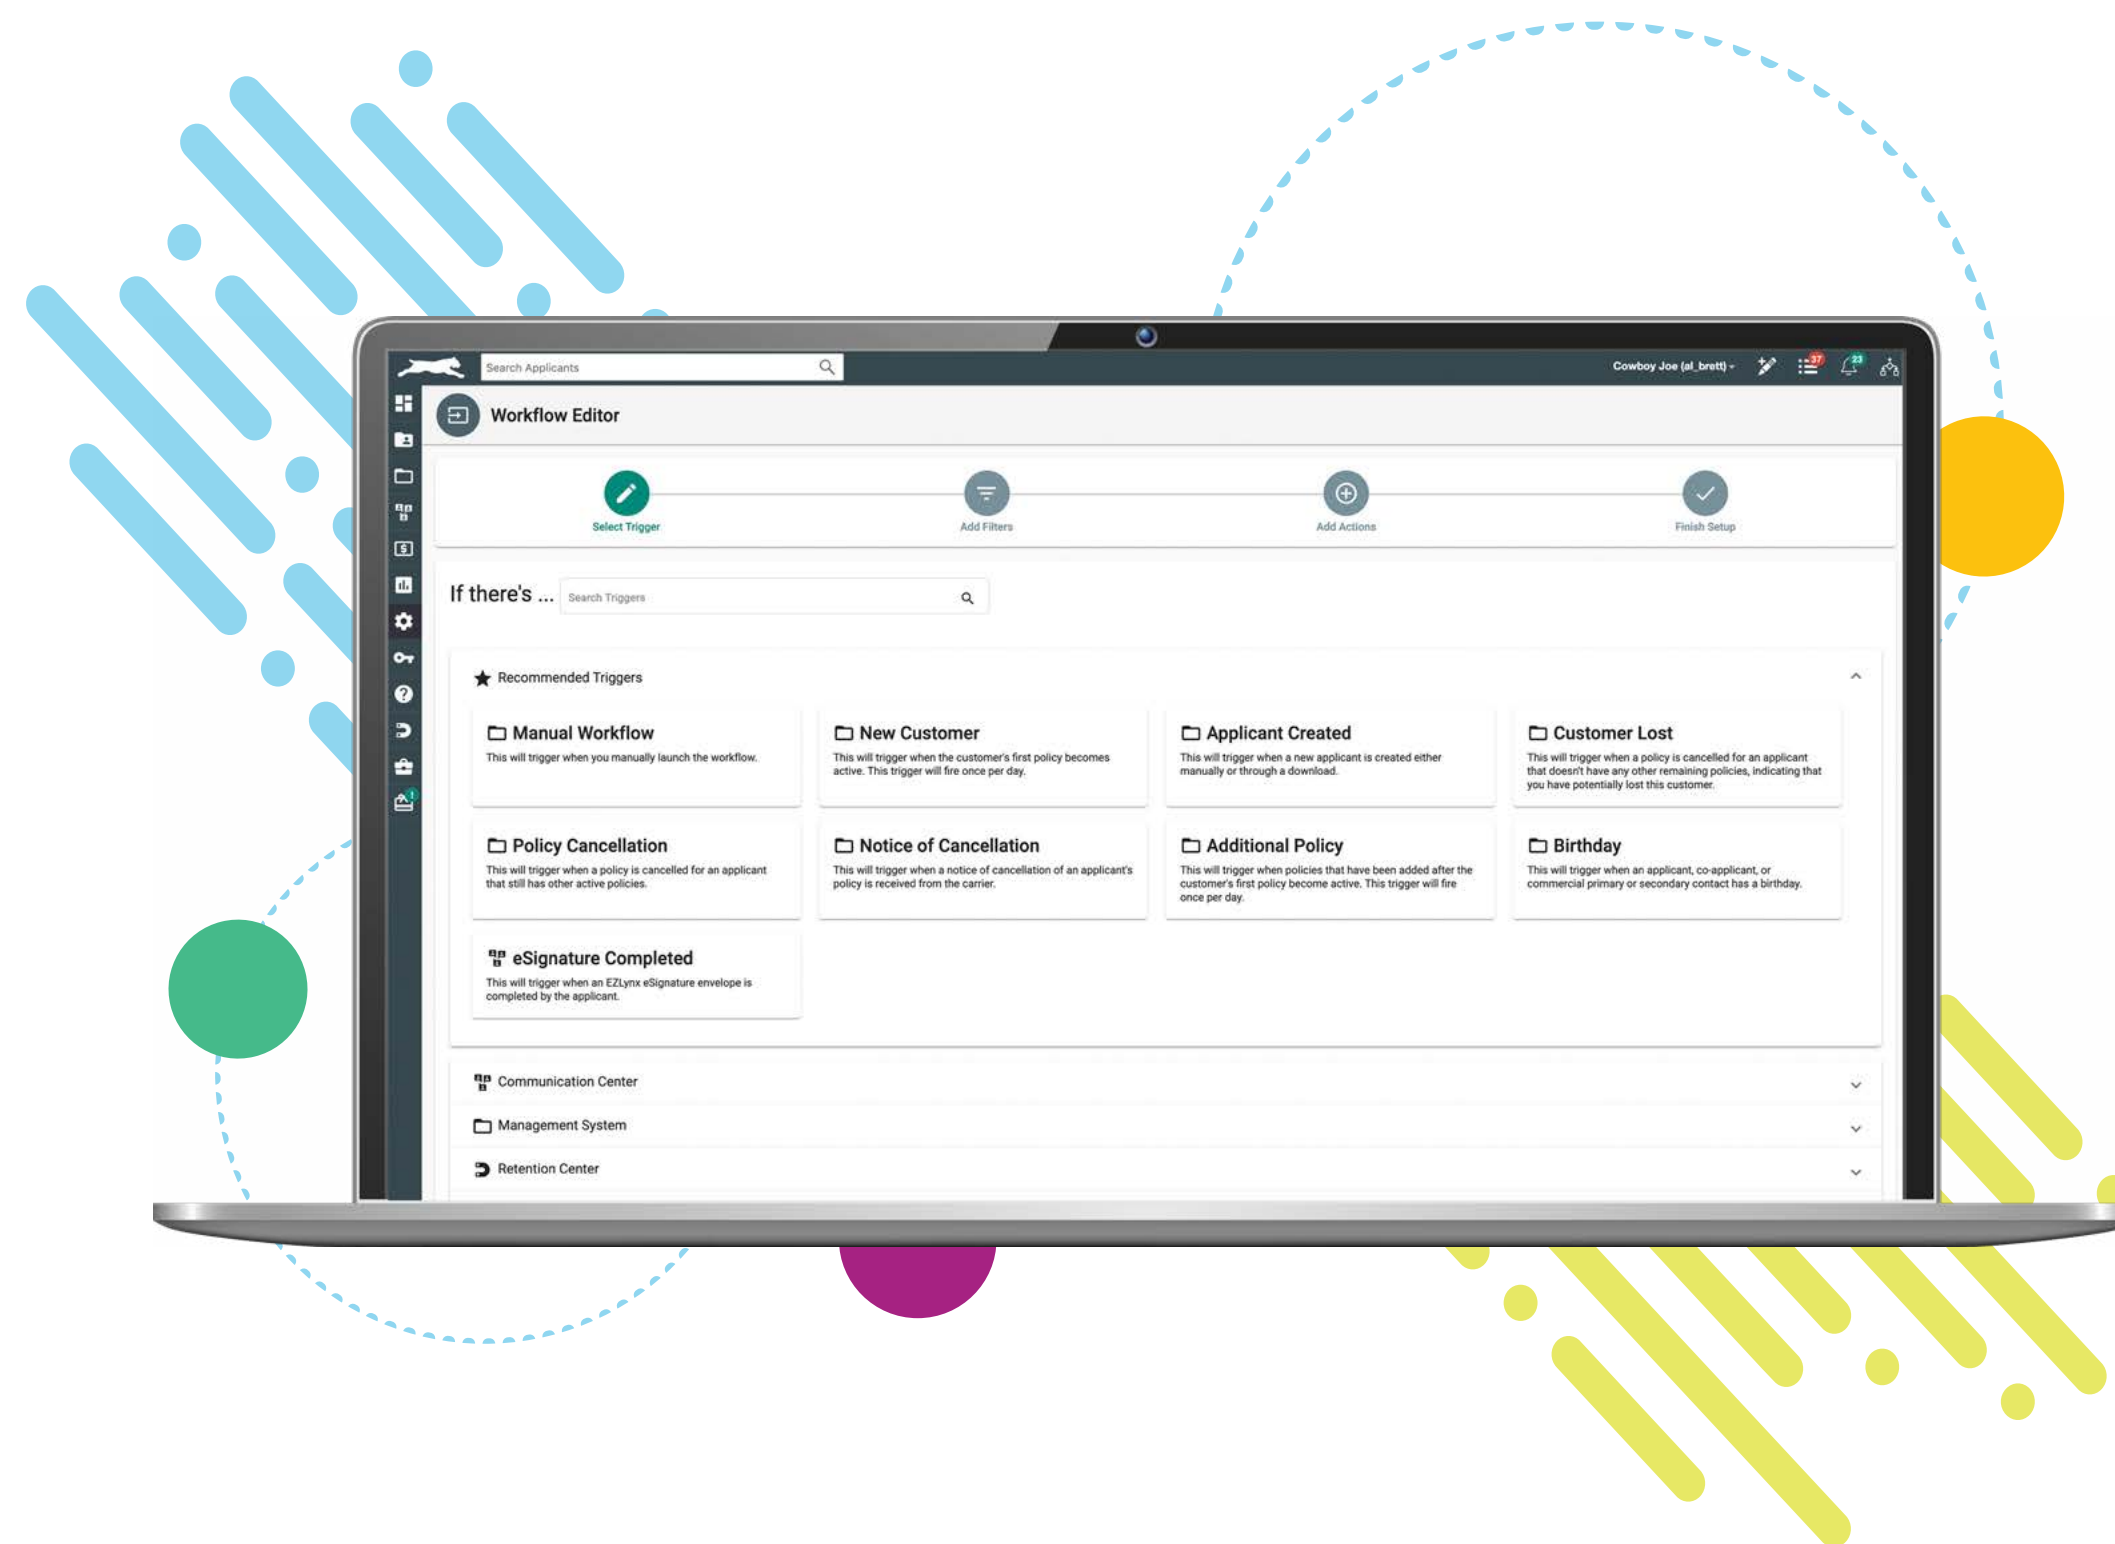 Search Applicants
Cowboy Joe (al_brett)
37
23
Workflow Editor
Select Trigger
Add Filters
Add Actions
Finish Setup
If there's ...
Search Triggers
Recommended Triggers
Manual Workflow
This will trigger when you manually launch the workflow.
New Customer
This will trigger when the customer's first policy becomes
active. This trigger will fire once per day.
Applicant Created
This will trigger when a new applicant is created either
manually or through a download.
Customer Lost
This will trigger when a policy is cancelled for an applicant
that doesn't have any other remaining policies, indicating that
you have potentially lost this customer.
Policy Cancellation
This will trigger when a policy is cancelled for an applicant
that still has other active policies.
Notice of Cancellation
This will trigger when a notice of cancellation of an applicant's
policy is received from the carrier.
Additional Policy
This will trigger when policies that have been added after the
customer's first policy become active. This trigger will fire
once per day.
Birthday
This will trigger when an applicant, co-applicant, or
commercial primary or secondary contact has a birthday.
eSignature Completed
This will trigger when an EZLynx eSignature envelope is
completed by the applicant.
Communication Center
Management System
Retention Center